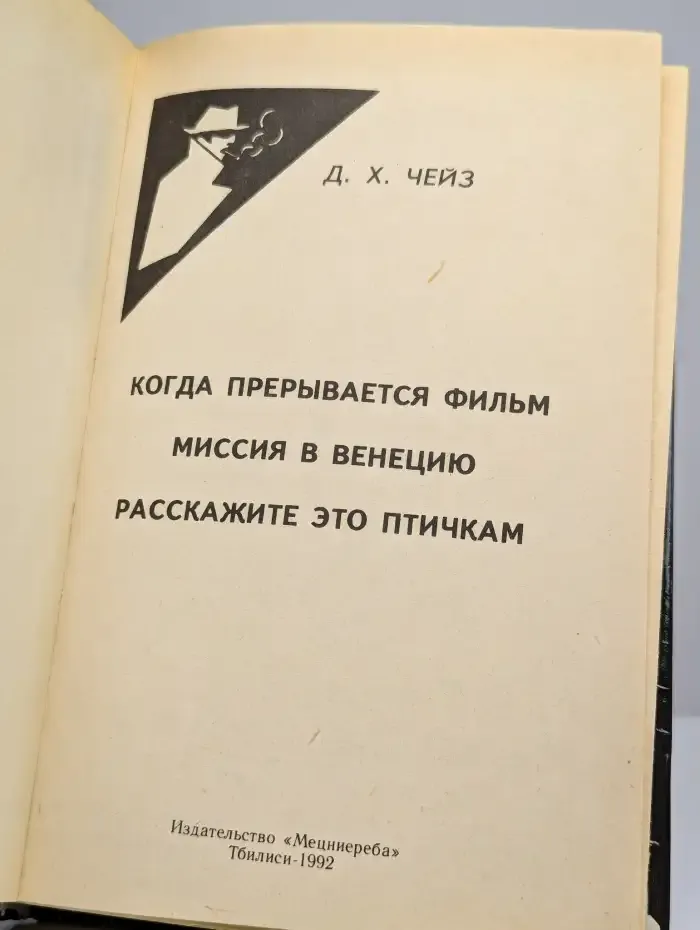 Д. Х. ЧЕЙЗ
КОГДА ПРЕРЫВАЕТСЯ ФИЛЬМ
МИССИЯ В ВЕНЕЦИЮ
РАССКАЖИТЕ ЭТО ПТИЧКАМ
Издательство «Мецниереба»
Тбилиси-1992